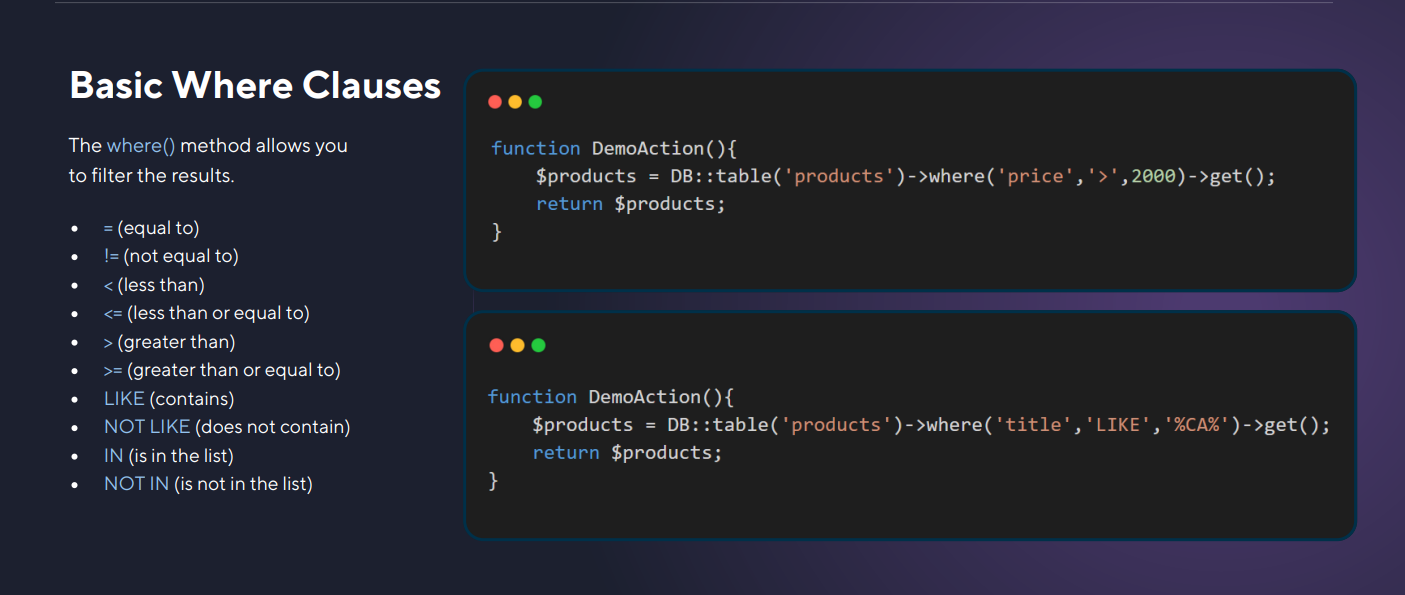 Basic Where Clauses
The where() method allows you
to filter the results.
• = (equal to)
• != (not equal to)
• < (less than)
• <= (less than or equal to)
• > (greater than)
• >= (greater than or equal to)
• LIKE (contains)
• NOT LIKE (does not contain)
• IN (is in the list)
• NOT IN (is not in the list)
function DemoAction(){
    $products = DB::table('products')->where('price','>',2000)->get();
    return $products;
}
function DemoAction(){
    $products = DB::table('products')->where('title','LIKE','%CA%')->get();
    return $products;
}